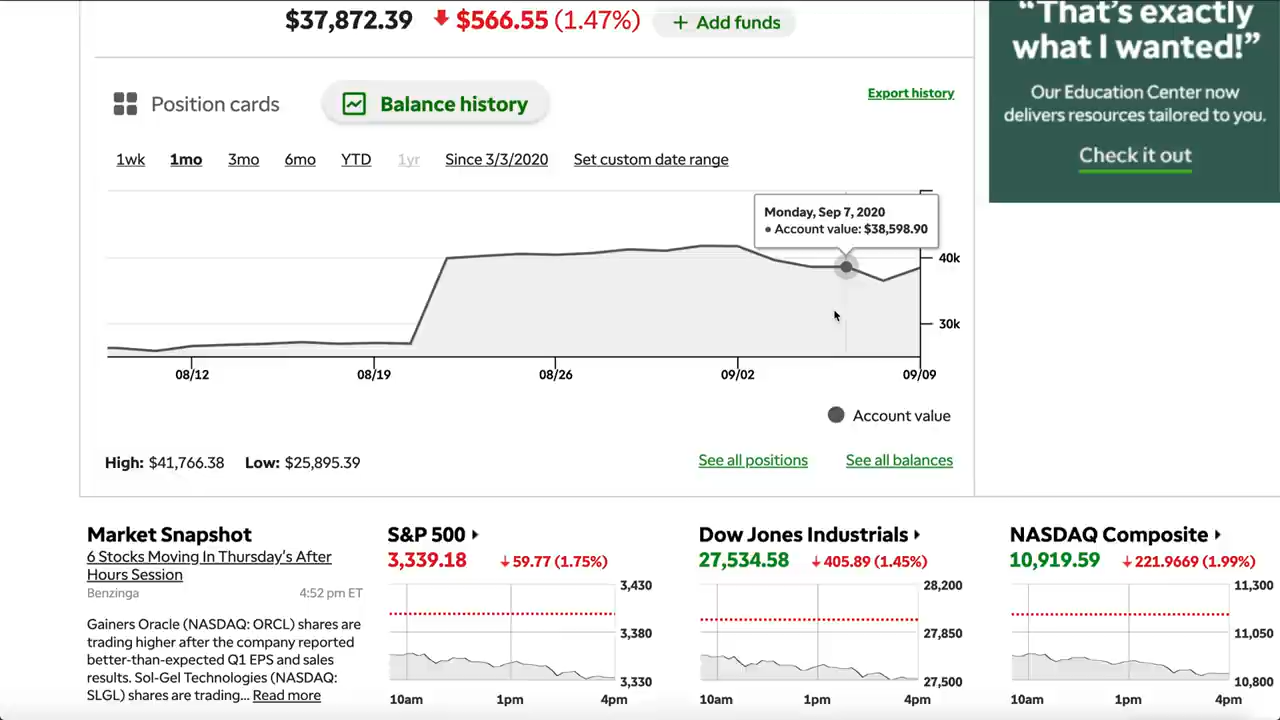 $37,872.39 $566.55 (1.47%) + Add funds
“That’s exactly
what I wanted!”
Our Education Center now
delivers resources tailored to you.
Check it out
Position cards Balance history Export history
1wk 1mo 3mo 6mo YTD 1yr Since 3/3/2020 Set custom date range
Monday, Sep 7, 2020
• Account value: $38,598.90
40k
30k
08/12 08/19 08/26 09/02 09/09
Account value
High: $41,766.38 Low: $25,895.39 See all positions See all balances
Market Snapshot
6 Stocks Moving In Thursday’s After
Hours Session
Benzinga 4:52 pm ET
Gainers Oracle (NASDAQ: ORCL) shares are
trading higher after the company reported
better-than-expected Q1 EPS and sales
results. Sol-Gel Technologies (NASDAQ:
SLGL) shares are trading... Read more
S&P 500
3,339.18 59.77 (1.75%)
3,430
3,380
3,330
10am 1pm 4pm
Dow Jones Industrials
27,534.58 405.89 (1.45%)
28,200
27,850
27,500
10am 1pm 4pm
NASDAQ Composite
10,919.59 221.9669 (1.99%)
11,300
11,050
10,800
10am 1pm 4pm